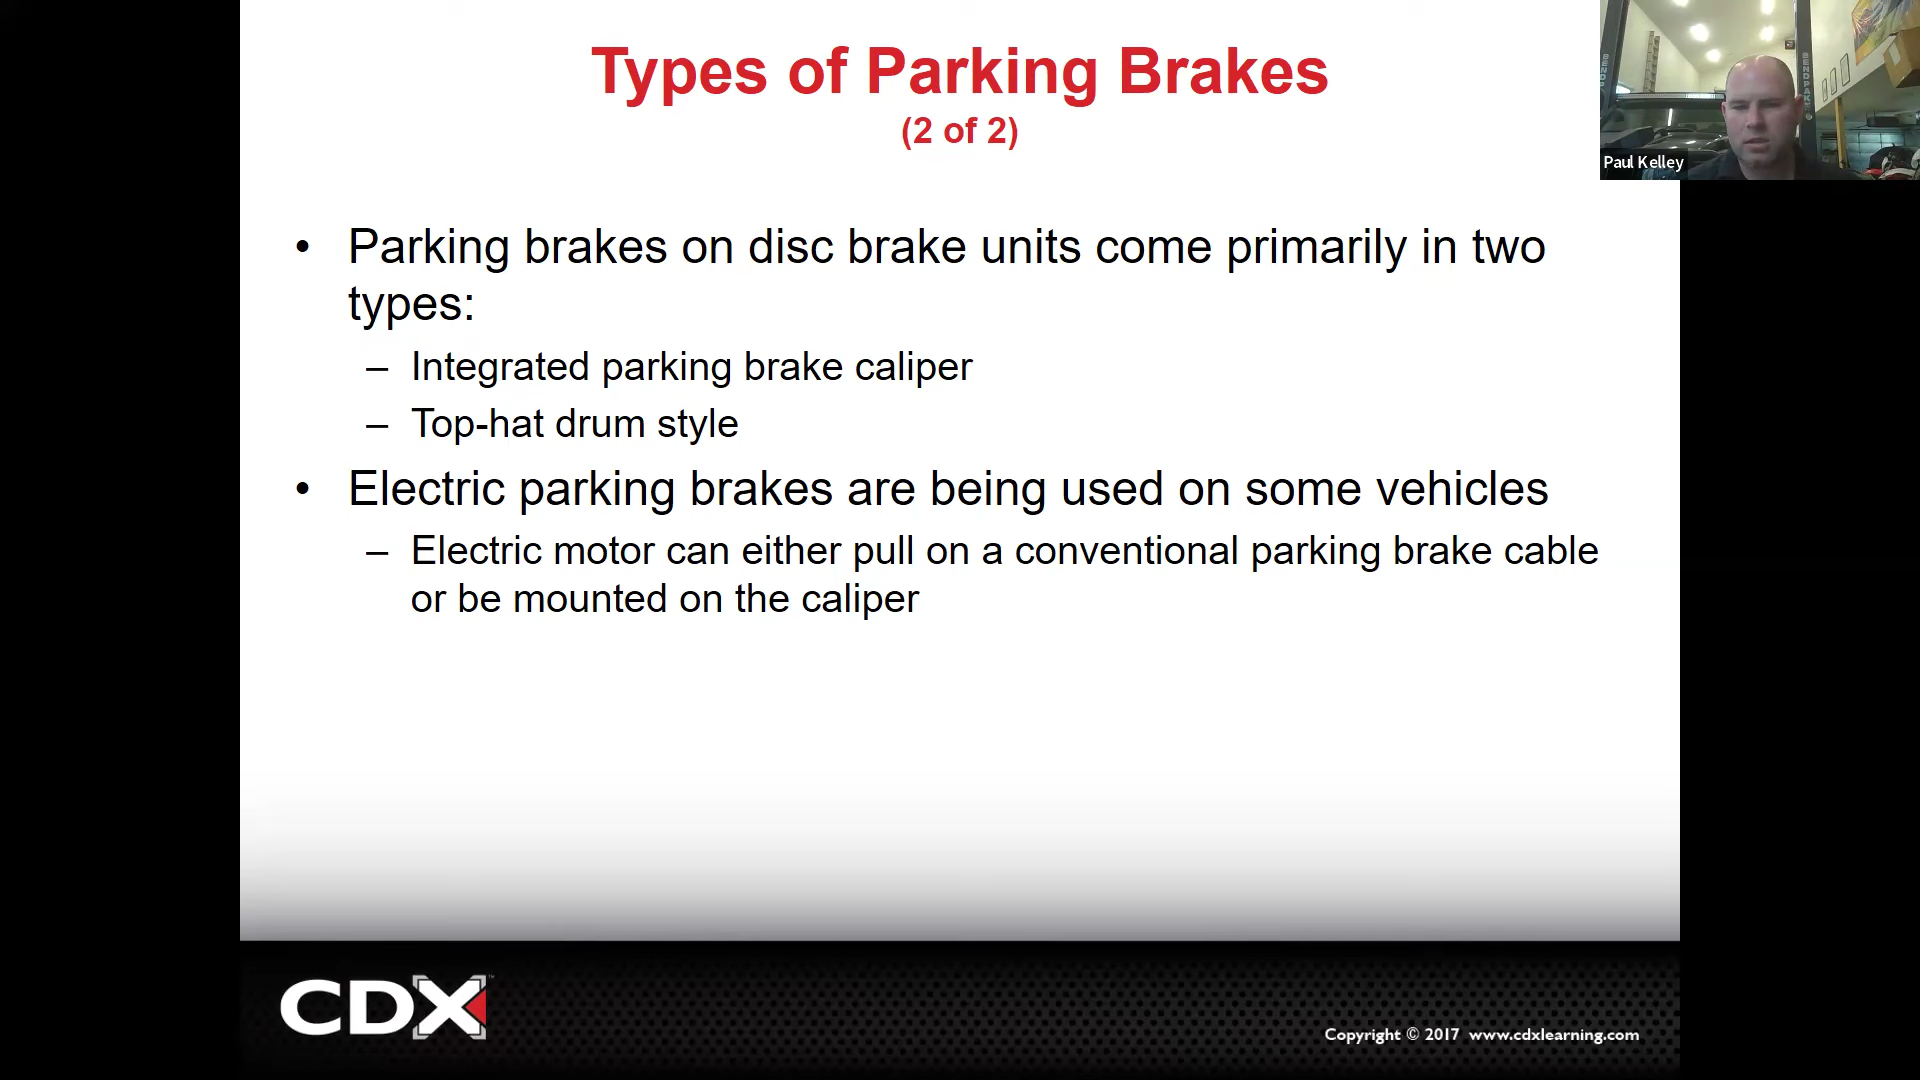 Types of Parking Brakes
(2 of 2)
Paul Kelley
BENDPAK
• Parking brakes on disc brake units come primarily in two
types:
– Integrated parking brake caliper
– Top-hat drum style
• Electric parking brakes are being used on some vehicles
– Electric motor can either pull on a conventional parking brake cable
or be mounted on the caliper
CDX™
Copyright © 2017 www.cdxlearning.com